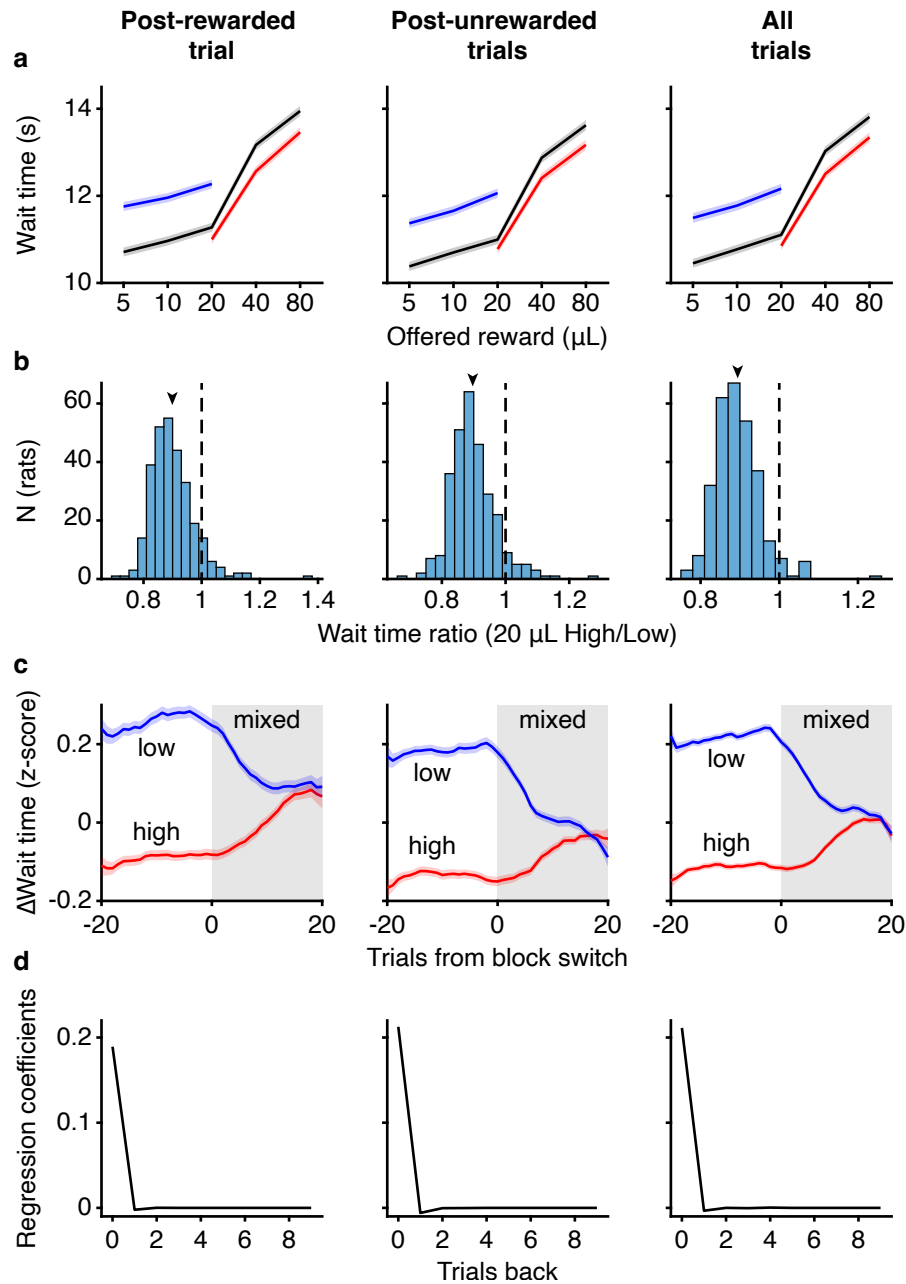 Post-rewarded
trial
Post-unrewarded
trials
All
trials
a
Wait time (s)
14
12
10
5 10 20 40 80
5 10 20 40 80
5 10 20 40 80
Offered reward (µL)
b
N (rats)
60
40
20
0
0.8 1 1.2 1.4
0.8 1 1.2
0.8 1 1.2
Wait time ratio (20 µL High/Low)
c
ΔWait time (z-score)
0.2
0
-0.2
mixed
low
high
mixed
low
high
mixed
low
high
-20 0 20
-20 0 20
-20 0 20
Trials from block switch
d
Regression coefficients
0.2
0.1
0
0 2 4 6 8
0 2 4 6 8
0 2 4 6 8
Trials back